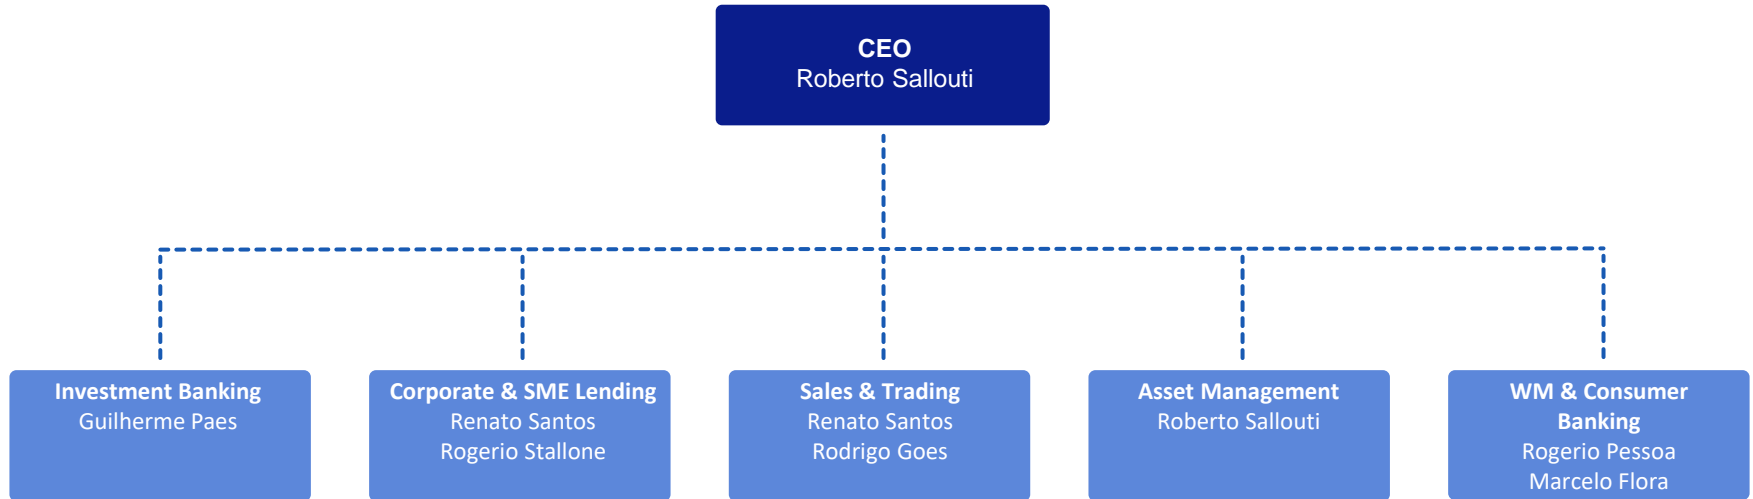 CEO
Roberto Sallouti
Investment Banking
Guilherme Paes
Corporate & SME Lending
Renato Santos
Rogerio Stallone
Sales & Trading
Renato Santos
Rodrigo Goes
Asset Management
Roberto Sallouti
WM & Consumer
Banking
Rogerio Pessoa
Marcelo Flora